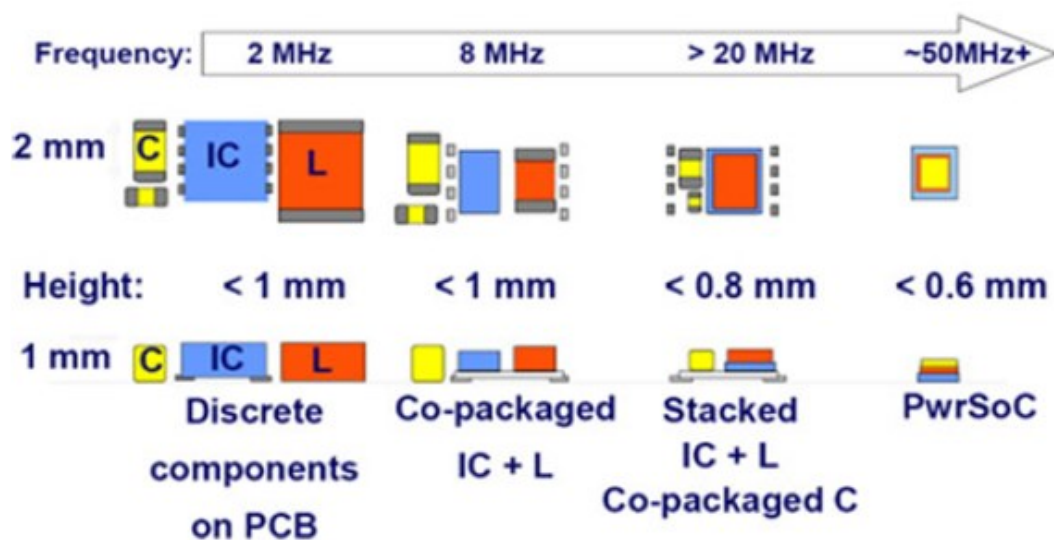 Frequency: 2 MHz 8 MHz > 20 MHz ~50MHz+
2 mm C IC L
Height: < 1 mm < 1 mm < 0.8 mm < 0.6 mm
1 mm C IC L
Discrete components on PCB
Co-packaged IC + L
Stacked IC + L Co-packaged C
PwrSoC